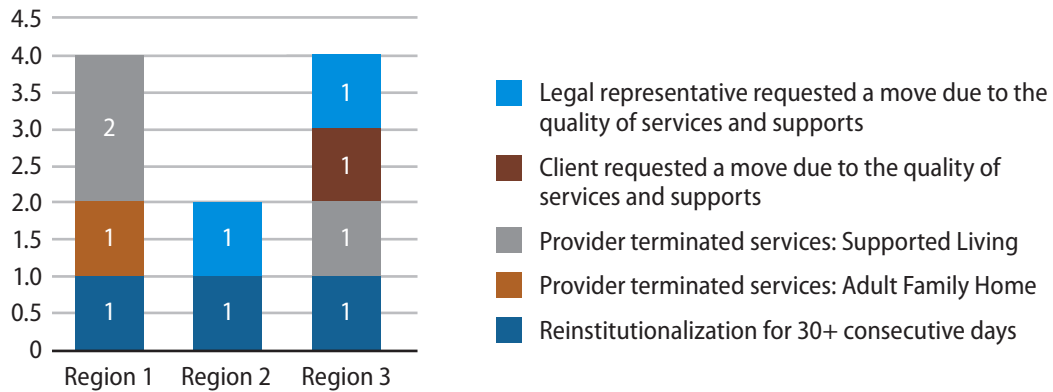 4.5
4.0
3.5
3.0
2.5
2.0
1.5
1.0
0.5
0
2
1
1
1
1
1
1
1
1
Region 1
Region 2
Region 3
Legal representative requested a move due to the
quality of services and supports
Client requested a move due to the quality of
services and supports
Provider terminated services: Supported Living
Provider terminated services: Adult Family Home
Reinstitutionalization for 30+ consecutive days